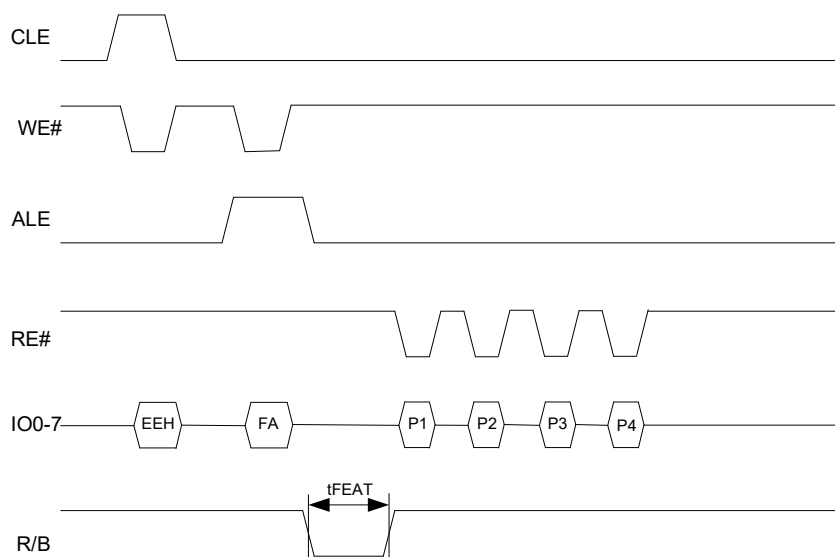 CLE
WE#
ALE
RE#
IO0-7
EEH
FA
P1
P2
P3
P4
tFEAT
R/B